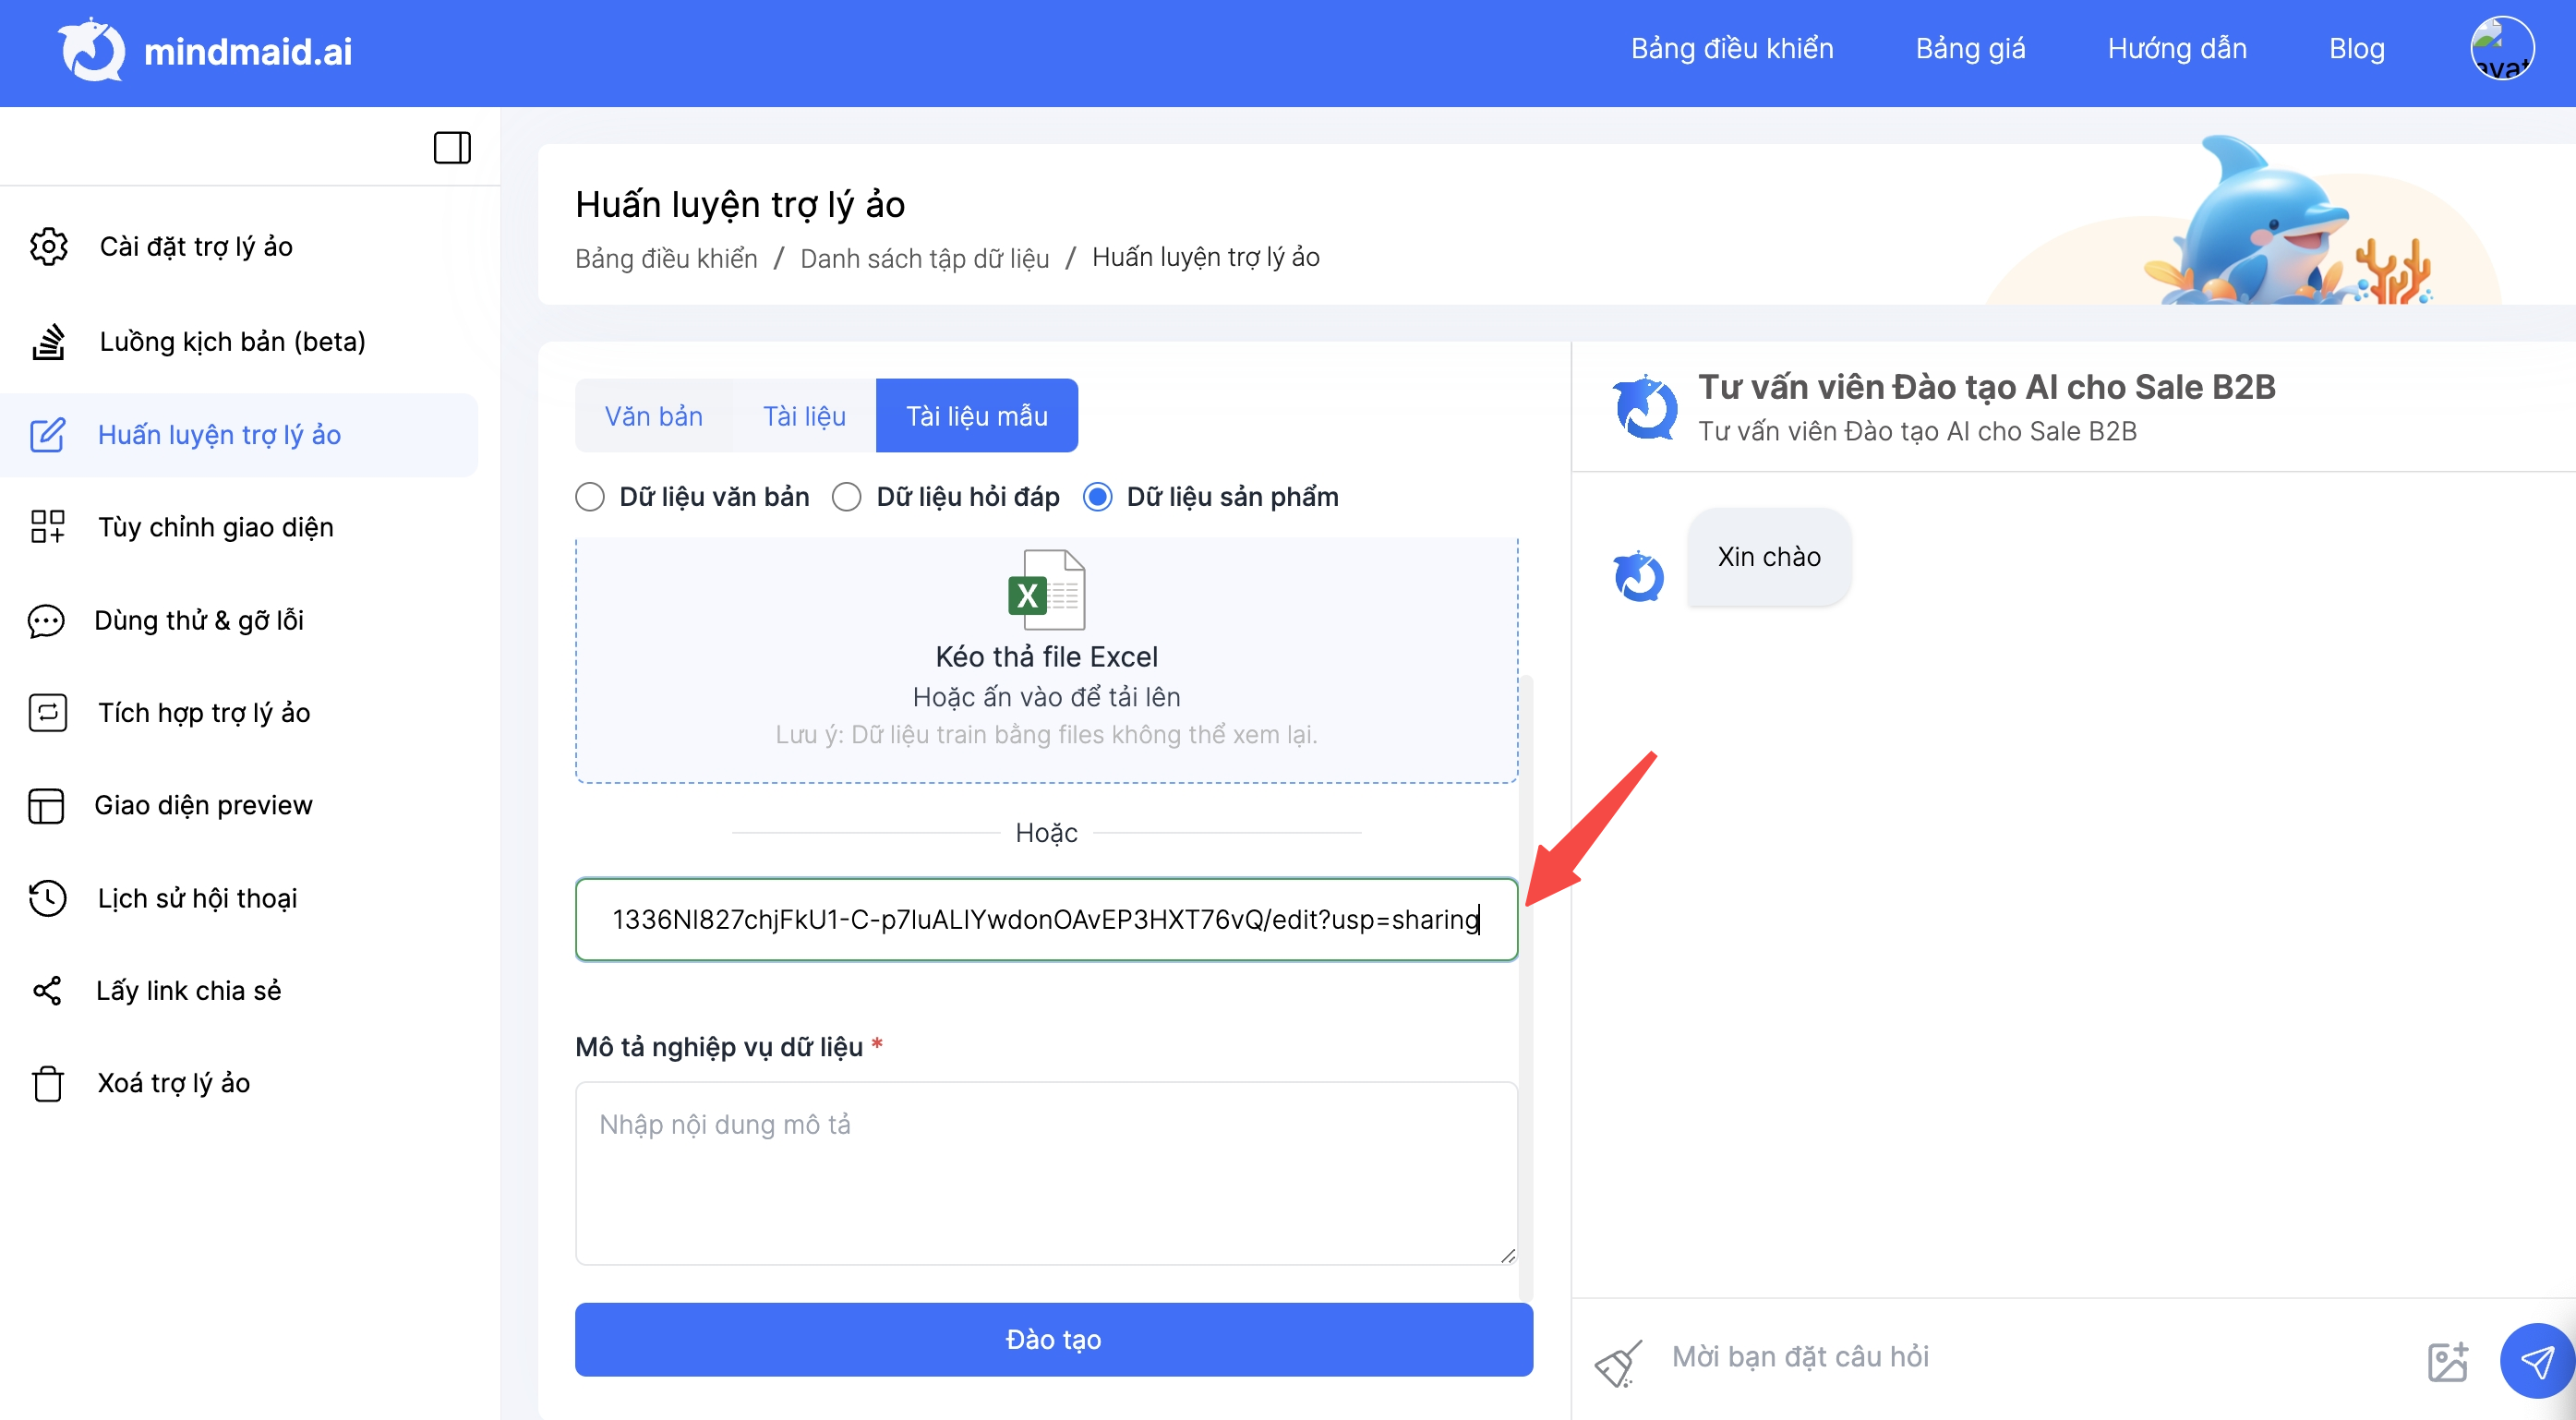 mindmaid.ai
Bảng điều khiển
Bảng giá
Hướng dẫn
Blog
avat
Cài đặt trợ lý ảo
Luồng kịch bản (beta)
Huấn luyện trợ lý ảo
Tùy chỉnh giao diện
Dùng thử & gỡ lỗi
Tích hợp trợ lý ảo
Giao diện preview
Lịch sử hội thoại
Lấy link chia sẻ
Xoá trợ lý ảo
Huấn luyện trợ lý ảo
Bảng điều khiển / Danh sách tập dữ liệu / Huấn luyện trợ lý ảo
Văn bản
Tài liệu
Tài liệu mẫu
Dữ liệu văn bản
Dữ liệu hỏi đáp
Dữ liệu sản phẩm
X
Kéo thả file Excel
Hoặc ấn vào để tải lên
Lưu ý: Dữ liệu train bằng files không thể xem lại.
Hoặc
1336NI827chjFkU1-C-p7luALlYwdonOAvEP3HXT76vQ/edit?usp=sharing
Mô tả nghiệp vụ dữ liệu *
Nhập nội dung mô tả
Đào tạo
Tư vấn viên Đào tạo AI cho Sale B2B
Tư vấn viên Đào tạo AI cho Sale B2B
Xin chào
Mời bạn đặt câu hỏi